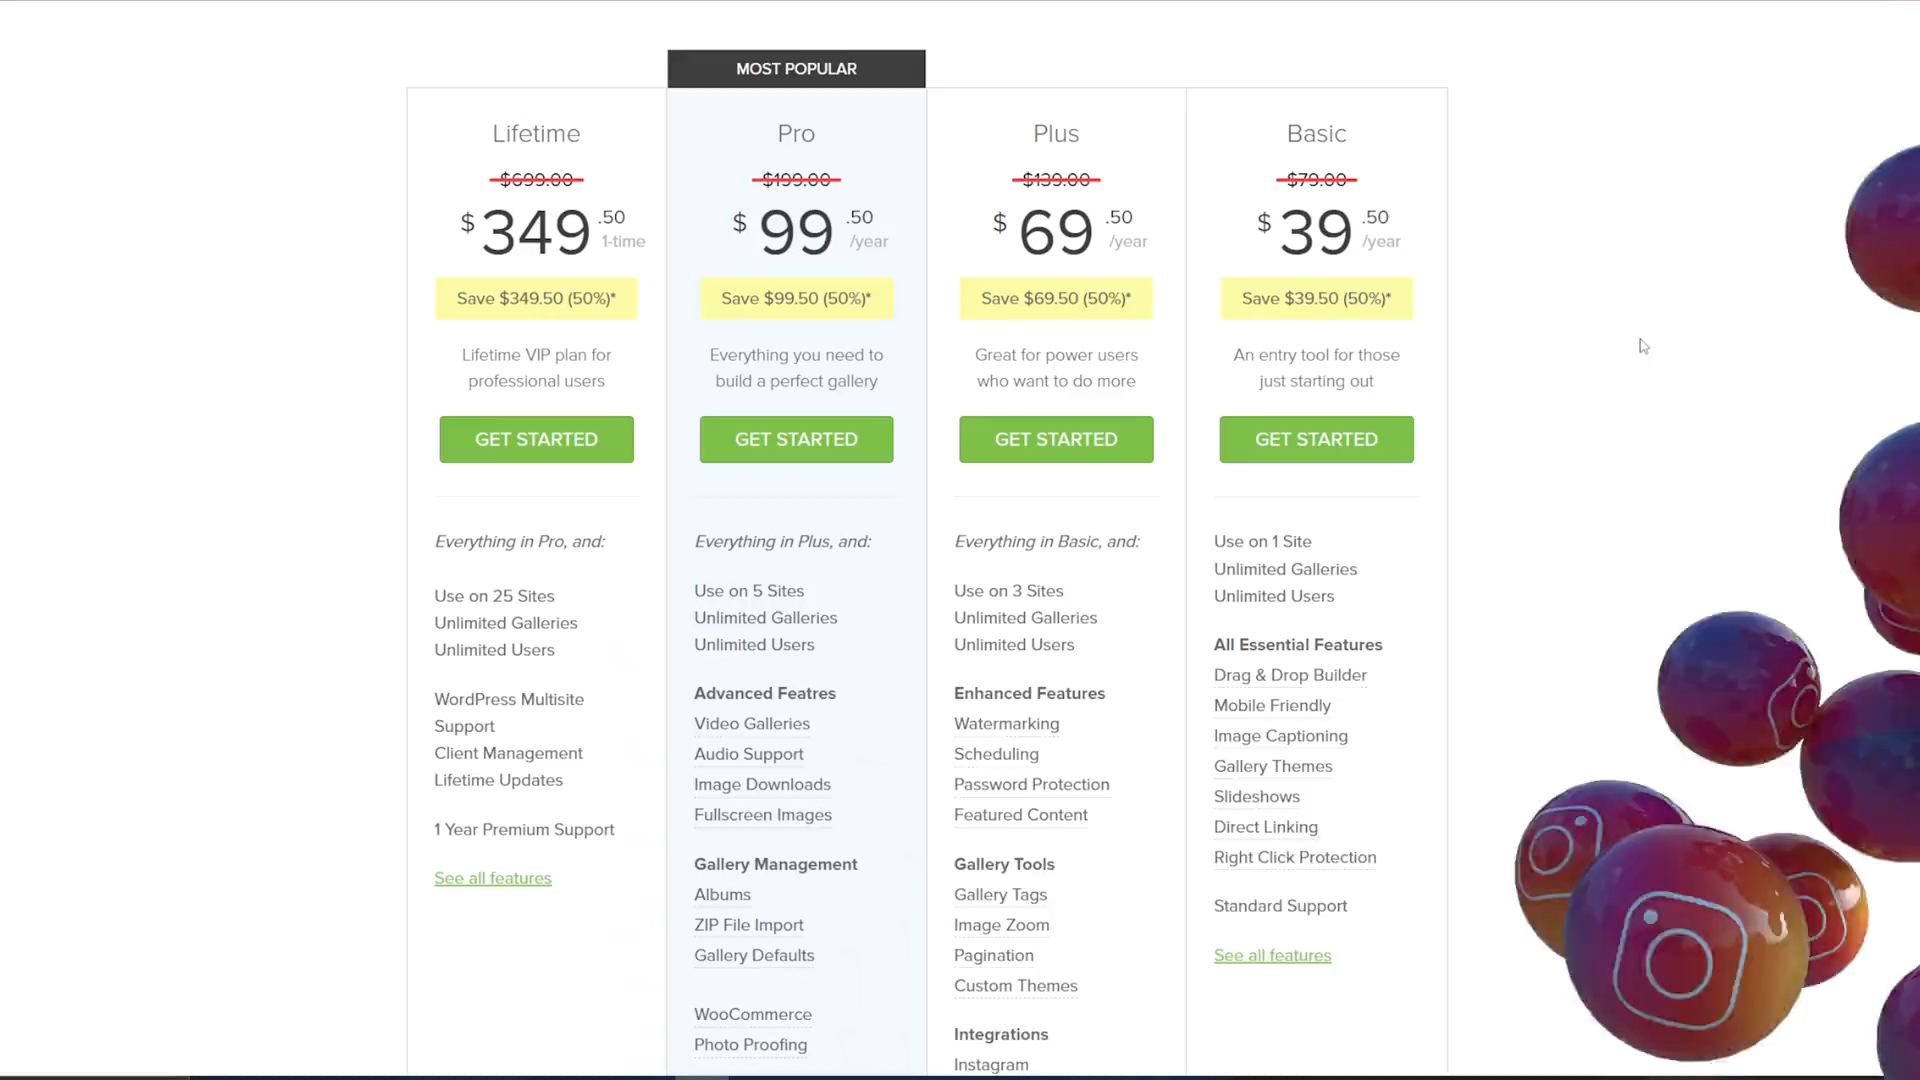 MOST POPULAR
Lifetime
$699.00
$349.50 1-time
Save $349.50 (50%)*
Lifetime VIP plan for
professional users
GET STARTED
Everything in Pro, and:
Use on 25 Sites
Unlimited Galleries
Unlimited Users
WordPress Multisite
Support
Client Management
Lifetime Updates
1 Year Premium Support
See all features
Pro
$199.00
$99.50 /year
Save $99.50 (50%)*
Everything you need to
build a perfect gallery
GET STARTED
Everything in Plus, and:
Use on 5 Sites
Unlimited Galleries
Unlimited Users
Advanced Featres
Video Galleries
Audio Support
Image Downloads
Fullscreen Images
Gallery Management
Albums
ZIP File Import
Gallery Defaults
WooCommerce
Photo Proofing
Plus
$139.00
$69.50 /year
Save $69.50 (50%)*
Great for power users
who want to do more
GET STARTED
Everything in Basic, and:
Use on 3 Sites
Unlimited Galleries
Unlimited Users
Enhanced Features
Watermarking
Scheduling
Password Protection
Featured Content
Gallery Tools
Gallery Tags
Image Zoom
Pagination
Custom Themes
Integrations
Instagram
Basic
$79.00
$39.50 /year
Save $39.50 (50%)*
An entry tool for those
just starting out
GET STARTED
Use on 1 Site
Unlimited Galleries
Unlimited Users
All Essential Features
Drag & Drop Builder
Mobile Friendly
Image Captioning
Gallery Themes
Slideshows
Direct Linking
Right Click Protection
Standard Support
See all features